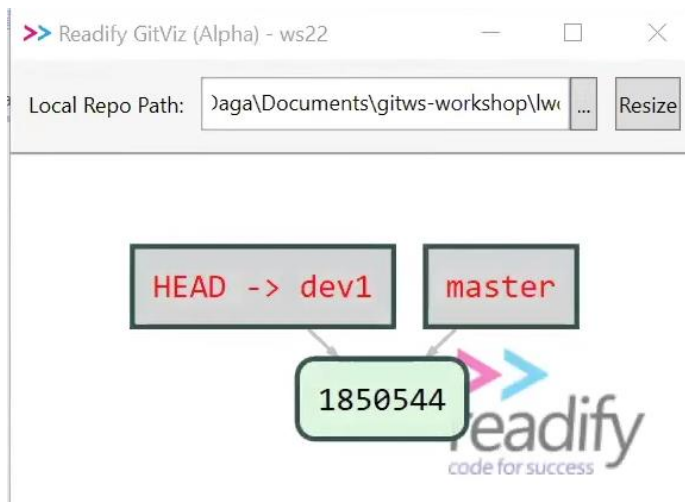 Readify GitViz (Alpha) - ws22
Local Repo Path: )aga\Documents\gitws-workshop\lw ... Resize
HEAD -> dev1 master
1850544
readify
code for success